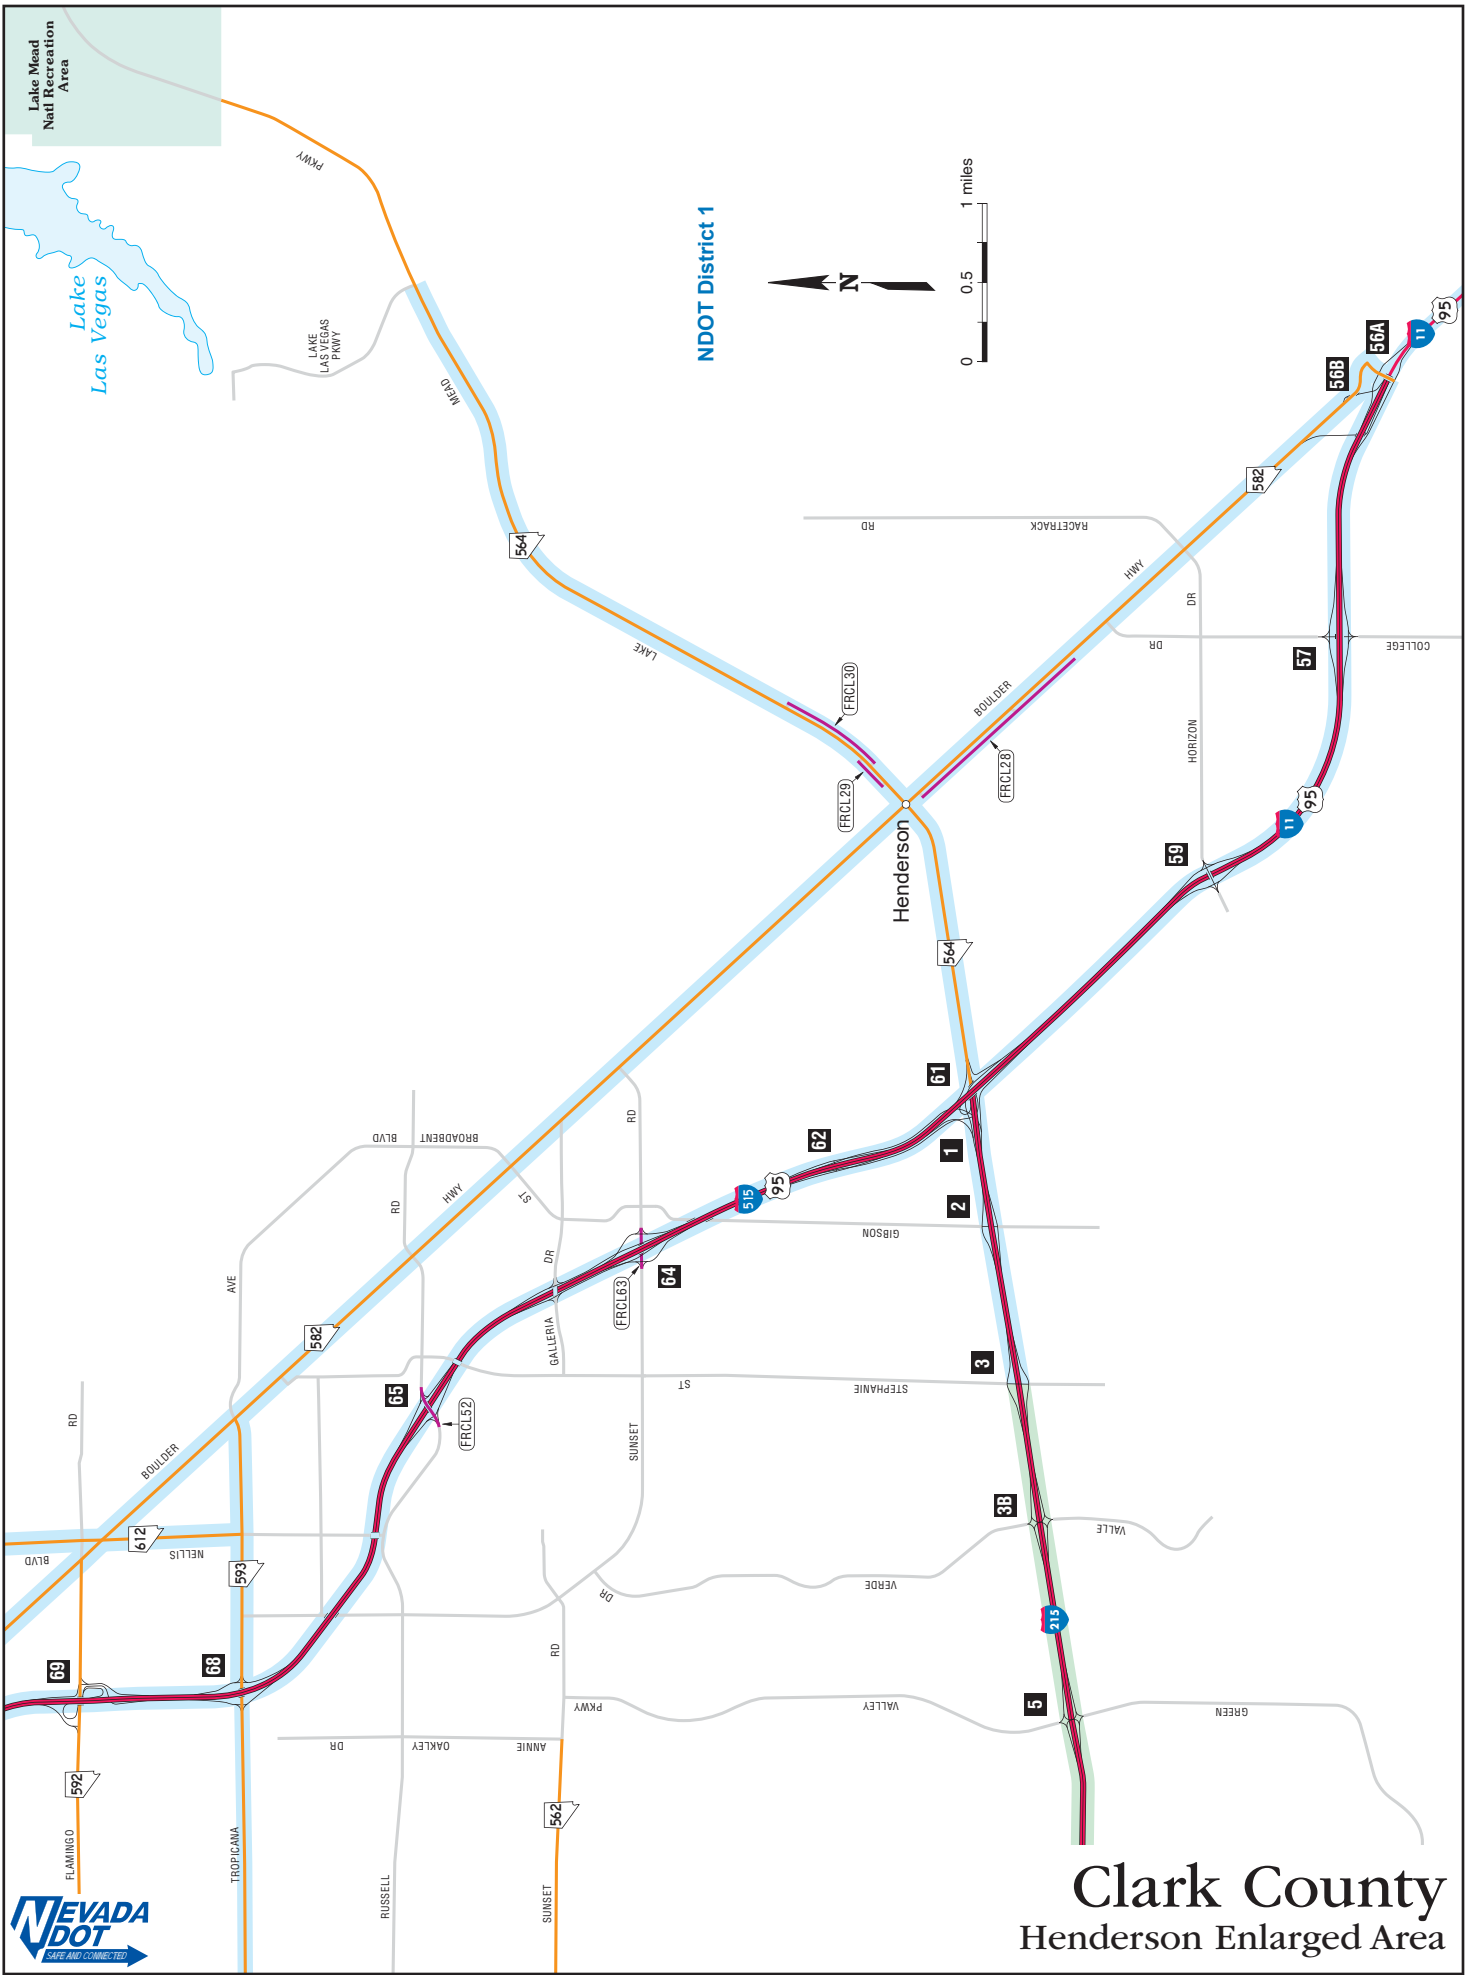 Lake Mead
Natl Recreation
Area
Lake
Las Vegas
PKWY
LAKE
LAS VEGAS
PKWY
MEAD
564
LAKE
NDOT District 1
N
0
0.5
1 miles
56B
56A
11
95
582
RD
RACETRACK
HWY
DR
DR
57
COLLEGE
HORIZON
BOULDER
FRCL30
FRCL29
FRCL28
Henderson
564
95
11
59
61
1
62
2
95
515
GIBSON
RD
BLVD
BROADBENT
RD
HWY
ST
AVE
DR
64
FRCL63
GALLERIA
582
65
FRCL52
ST
STEPHANIE
3
SUNSET
RD
BOULDER
612
BLVD
NELLIS
593
3B
VALLE
VERDE
DR
215
69
68
RD
PKWY
VALLEY
5
GREEN
DR
OAKLEY
ANNIE
592
562
FLAMINGO
TROPICANA
RUSSELL
SUNSET
NEVADA
DOT
SAFE AND CONNECTED
Clark County
Henderson Enlarged Area